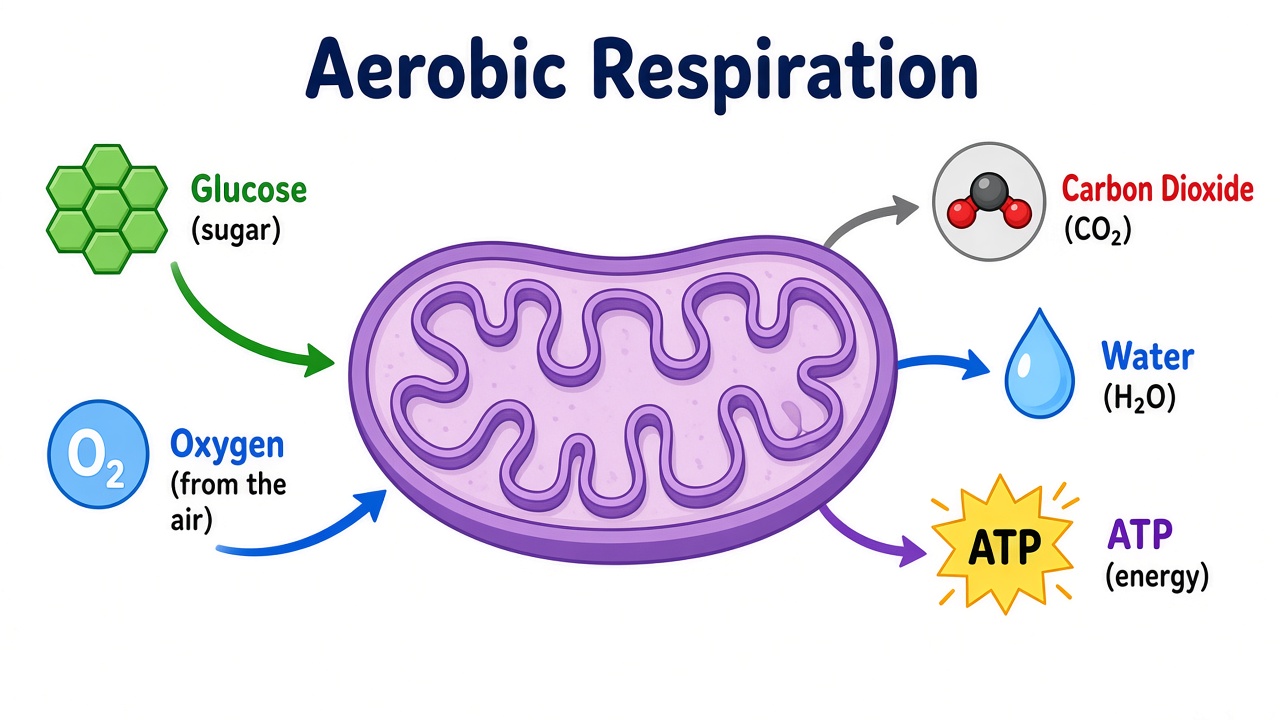 Aerobic Respiration
Glucose
(sugar)
O₂
Oxygen
(from the
air)
Carbon Dioxide
(CO₂)
Water
(H₂O)
ATP
ATP
(energy)